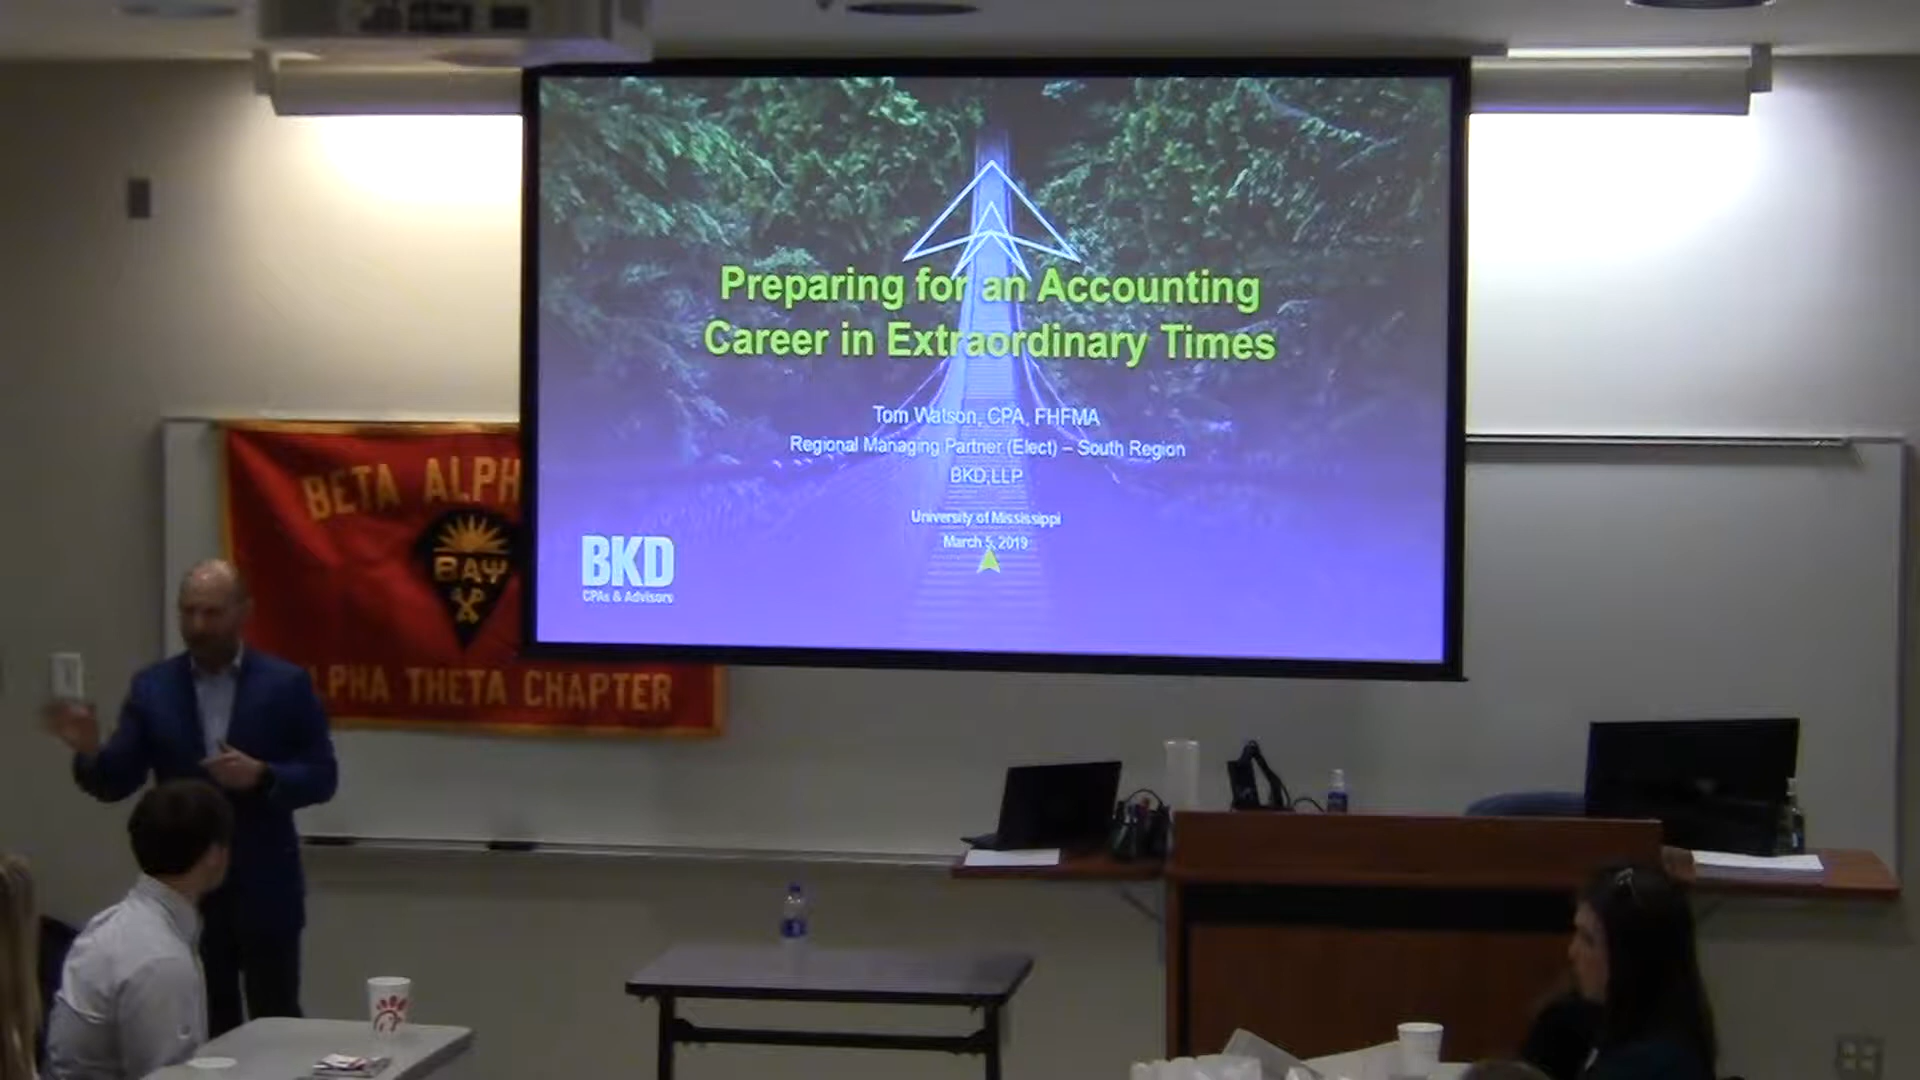 Preparing for an Accounting
Career in Extraordinary Times
Tom Watson, CPA, FHFMA
Regional Managing Partner (Elect) – South Region
BKD,LLP
University of Mississippi
March 5, 2019
BKD
CPAs & Advisors
BETA ALPH
ΒΑΨ
LPHA THETA CHAPTER